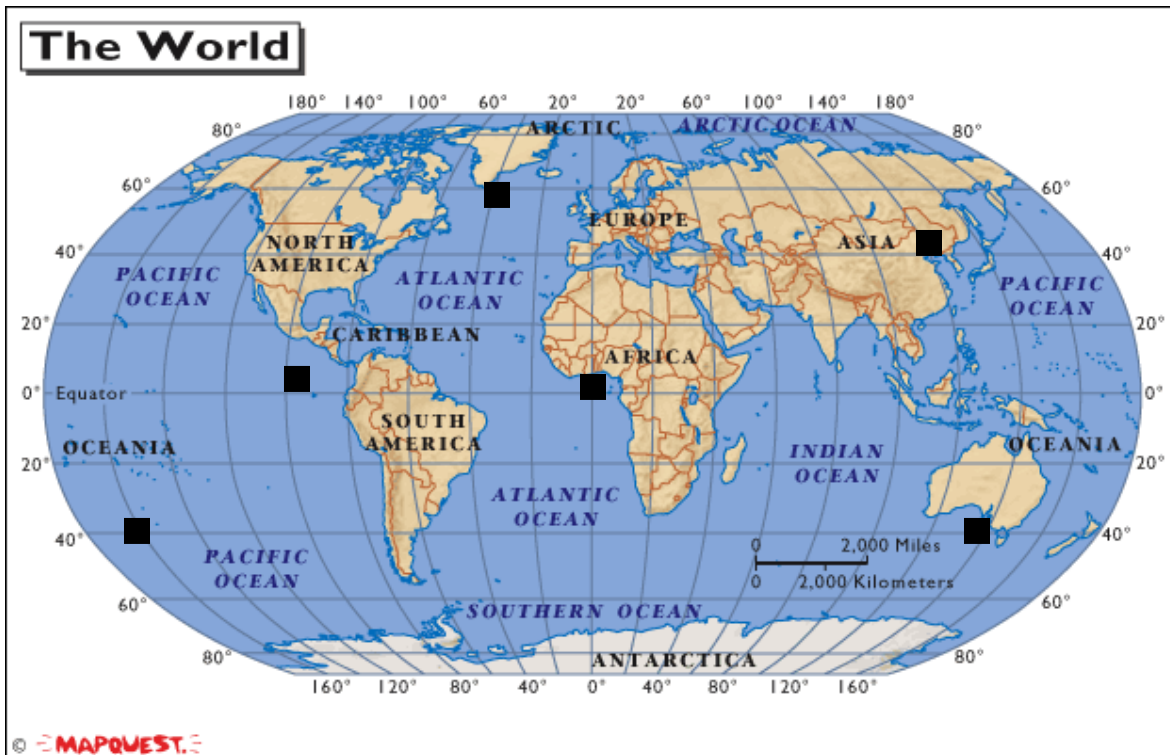 The World
180° 140° 100° 60° 20° 20° 60° 100° 140° 180°
80° ARCTIC ARCTIC OCEAN 80°
60° 60°
EUROPE
NORTH AMERICA
ASIA
40° 40°
PACIFIC OCEAN
ATLANTIC OCEAN
PACIFIC OCEAN
20° 20°
CARIBBEAN
AFRICA
0° Equator 0°
SOUTH AMERICA
OCEANIA
OCEANIA
INDIAN OCEAN
20° 20°
ATLANTIC OCEAN
40° 40°
PACIFIC OCEAN
0 2,000 Miles
0 2,000 Kilometers
60° 60°
SOUTHERN OCEAN
80° ANTARCTICA 80°
160° 120° 80° 40° 0° 40° 80° 120° 160°
© MAPQUEST.